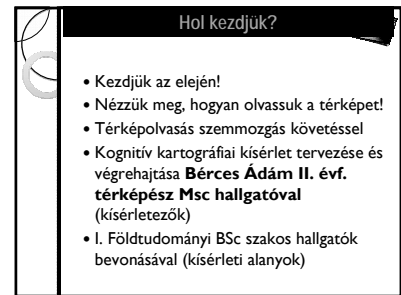 Hol kezdjük?
• Kezdjük az elején!
• Nézzük meg, hogyan olvassuk a térképet!
• Térképolvasás szemmozgás követéssel
• Kognitív kartográfiai kísérlet tervezése és
végrehajtása Bérces Ádám II. évf.
térképész Msc hallgatóval
(kísérletezők)
• I. Földtudományi BSc szakos hallgatók
bevonásával (kísérleti alanyok)